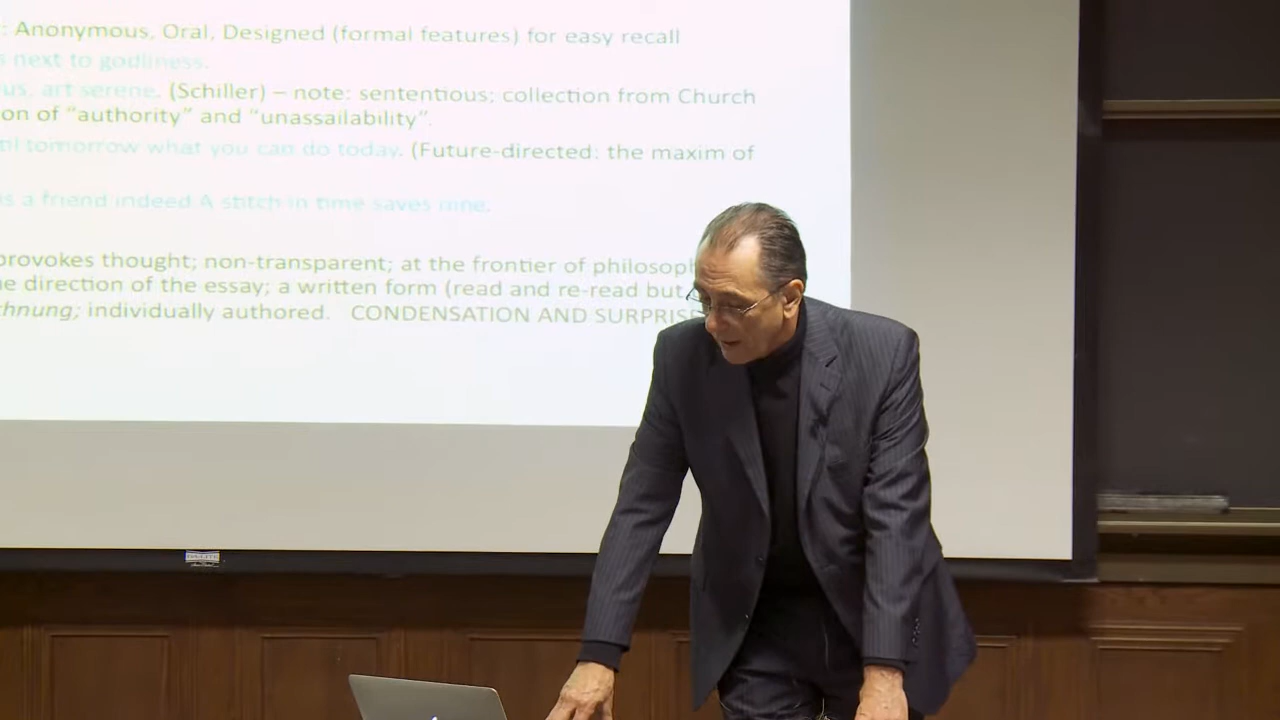 : Anonymous, Oral, Designed (formal features) for easy recall
s next to godliness.
us, art serene. (Schiller) – note: sententious; collection from Church
on of “authority” and “unassailability”.
til tomorrow what you can do today. (Future-directed: the maxim of
s a friend indeed A stitch in time saves nine.
provokes thought; non-transparent; at the frontier of philosoph
e direction of the essay; a written form (read and re-read but
chnung; individually authored. CONDENSATION AND SURPRISE
DA-LITE